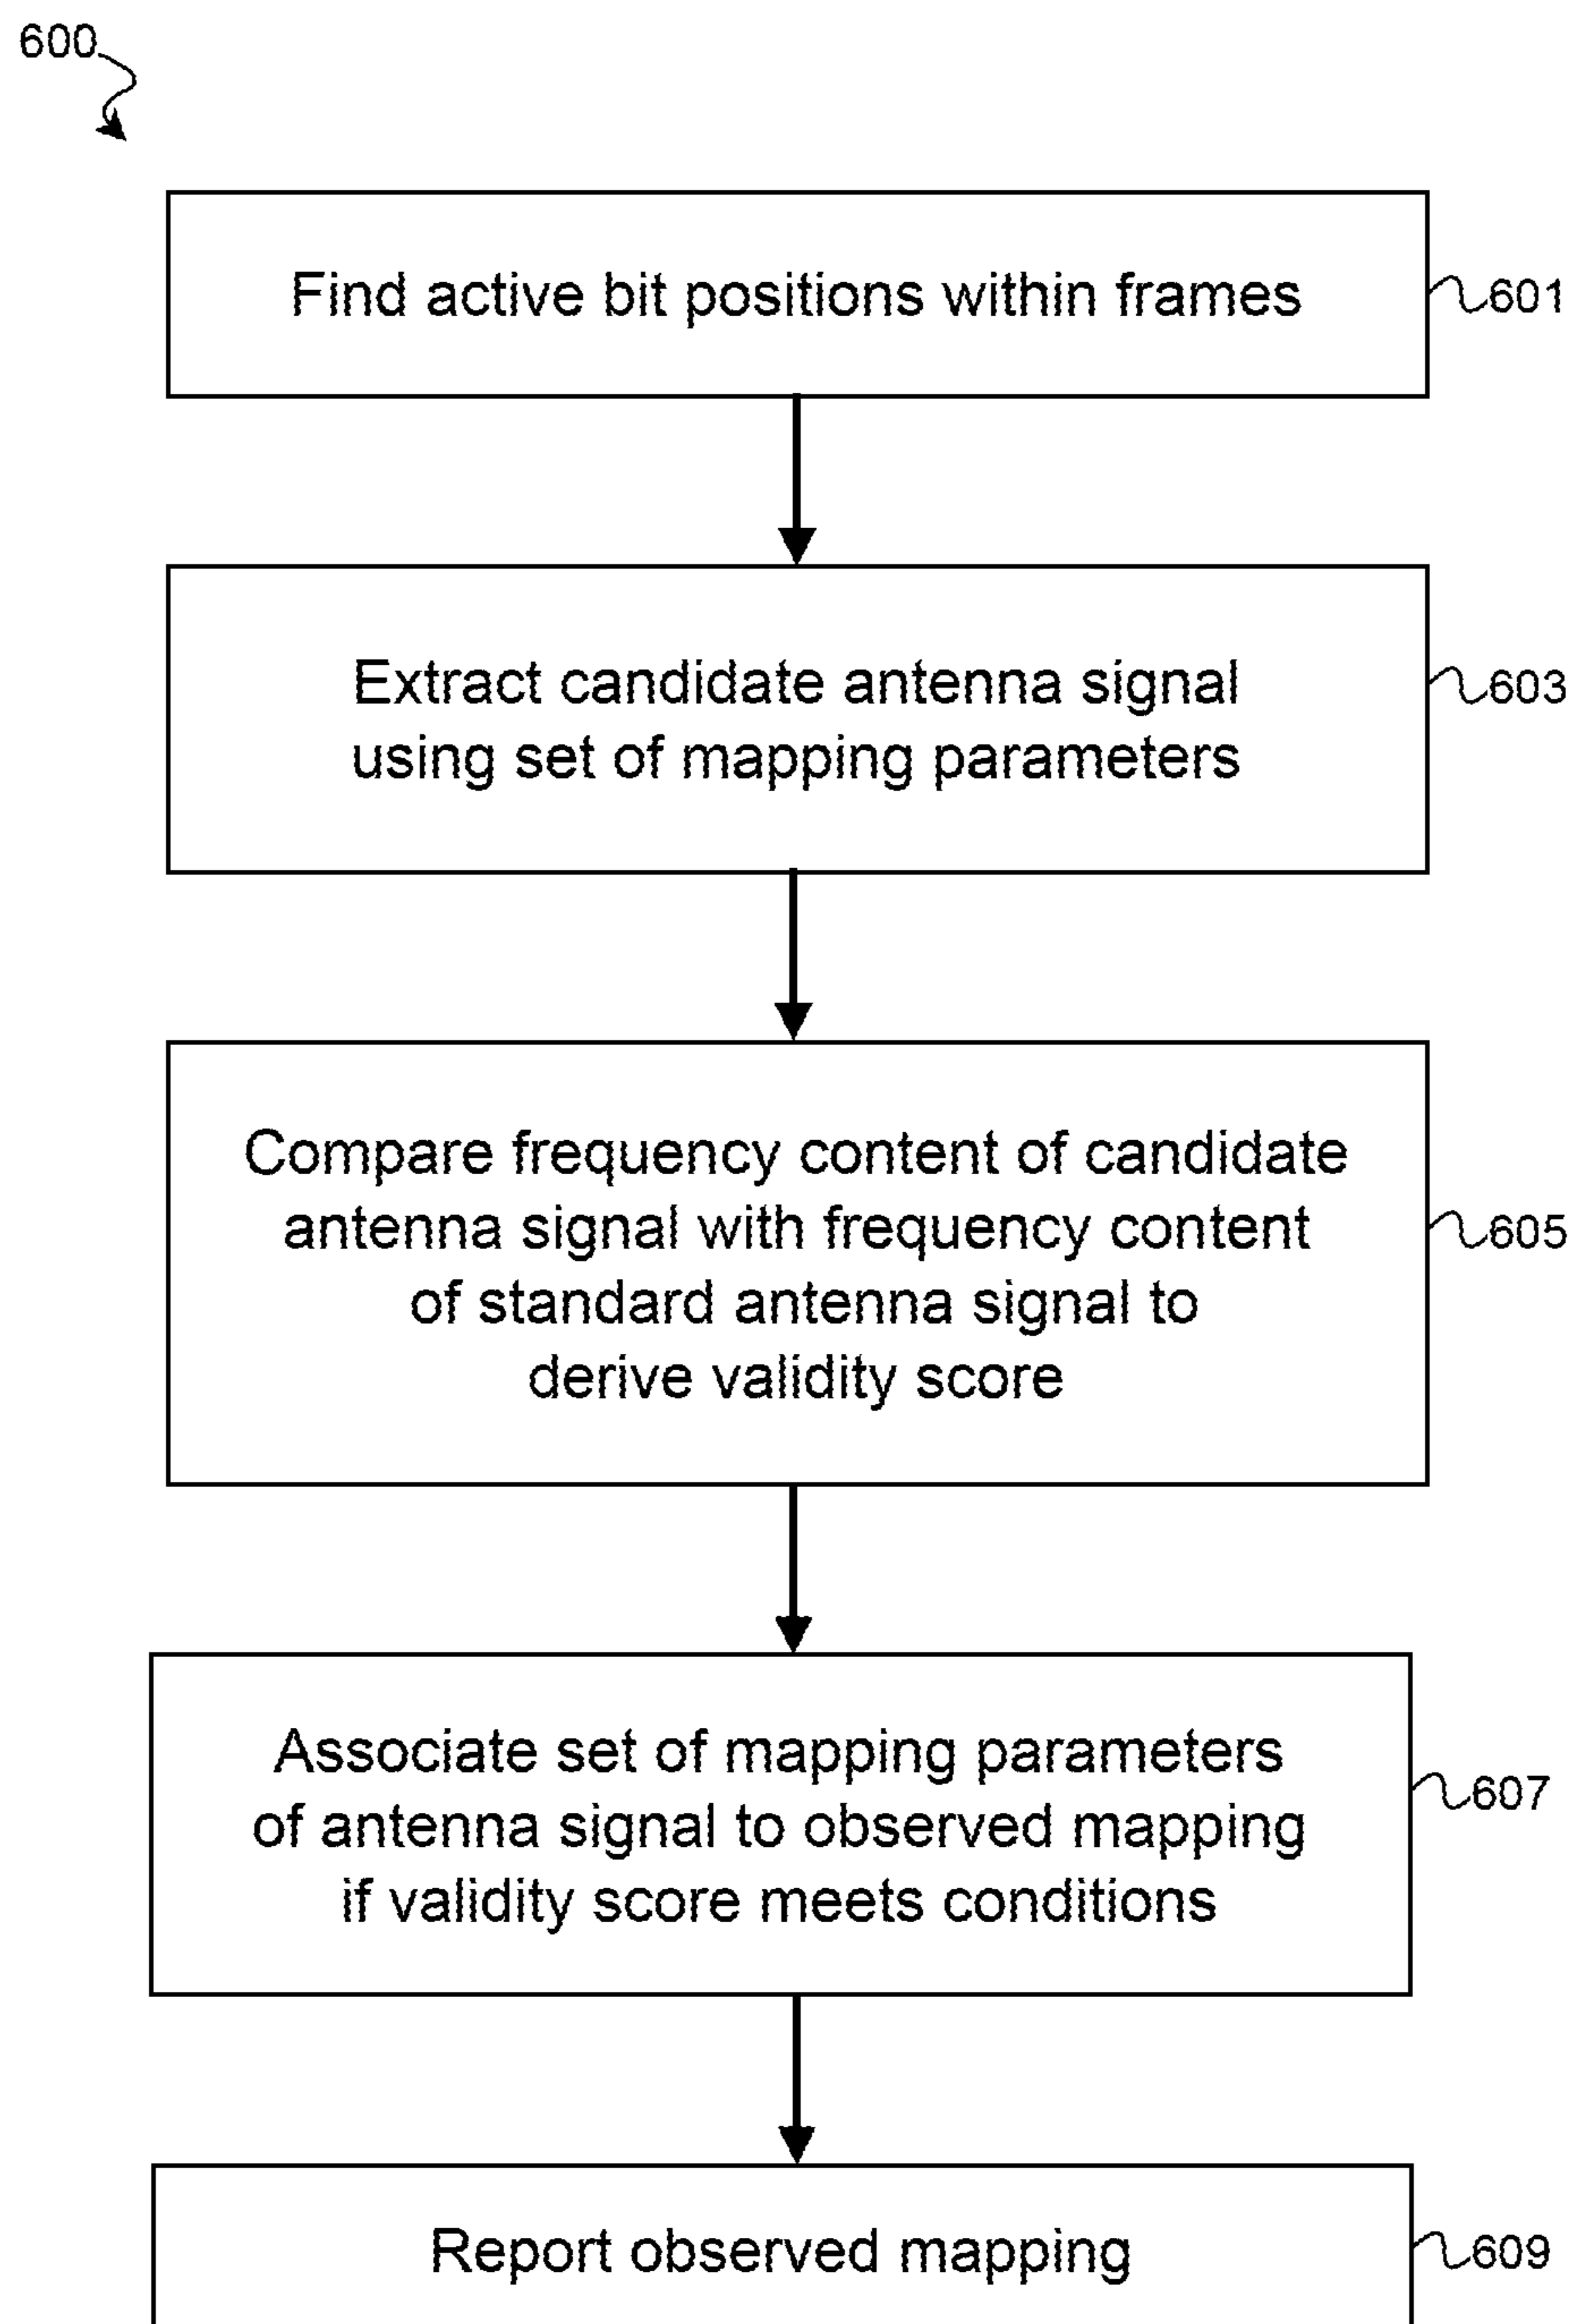 600
Find active bit positions within frames
601
Extract candidate antenna signal
using set of mapping parameters
603
Compare frequency content of candidate
antenna signal with frequency content
of standard antenna signal to
derive validity score
605
Associate set of mapping parameters
of antenna signal to observed mapping
if validity score meets conditions
607
Report observed mapping
609